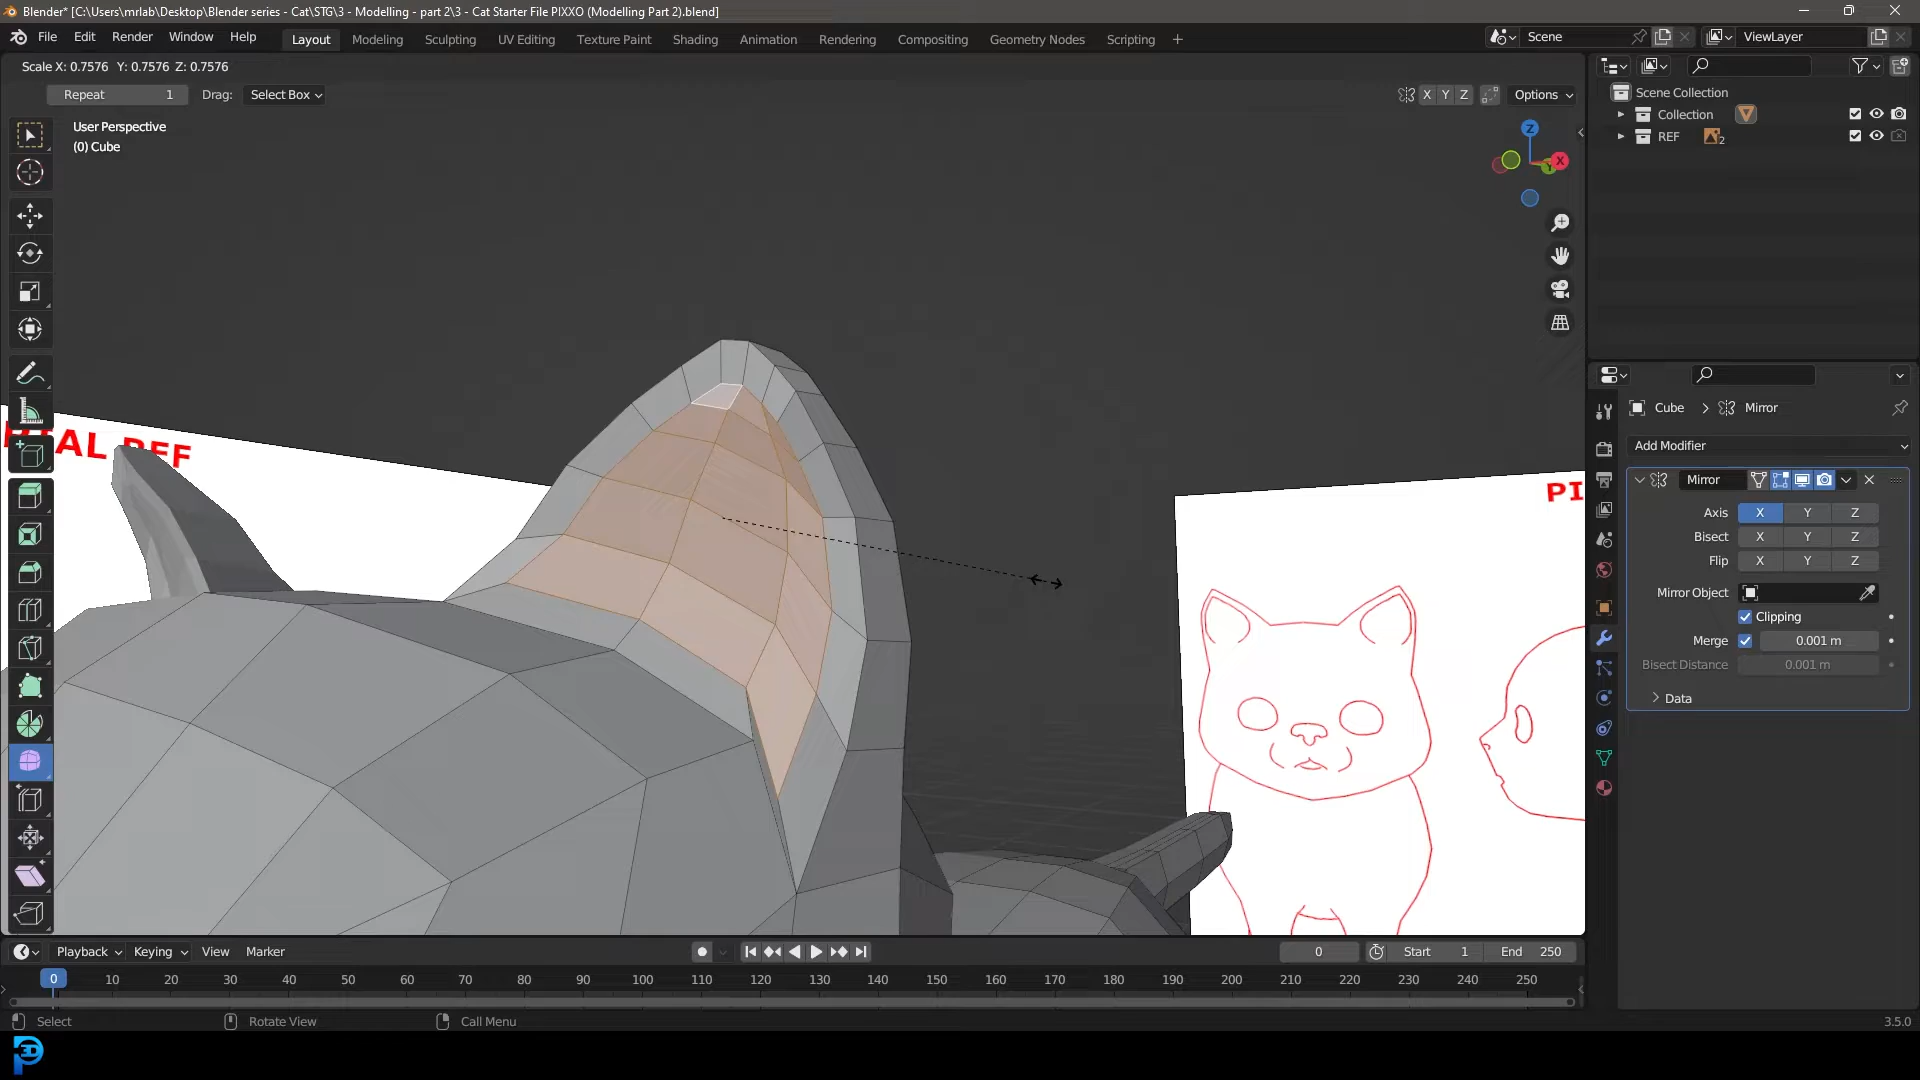 Blender* [C:\Users\mrlab\Desktop\Blender series - Cat\STG\3 - Modelling - part 2\3 - Cat Starter File PIXXO (Modelling Part 2).blend]
File Edit Render Window Help
Layout Modeling Sculpting UV Editing Texture Paint Shading Animation Rendering Compositing Geometry Nodes Scripting +
Scene
ViewLayer
Scale X: 0.7576 Y: 0.7576 Z: 0.7576
Repeat 1 Drag: Select Box
X Y Z Options
User Perspective
(0) Cube
Z
X
Y
Scene Collection
Collection
REF 2
Cube > Mirror
Add Modifier
Mirror
Axis X Y Z
Bisect X Y Z
Flip X Y Z
Mirror Object
Clipping
Merge 0.001 m
Bisect Distance 0.001 m
Data
REF
PI
Playback Keying View Marker
0 Start 1 End 250
0 10 20 30 40 50 60 70 80 90 100 110 120 130 140 150 160 170 180 190 200 210 220 230 240 250
Select Rotate View Call Menu
3.5.0
P3D